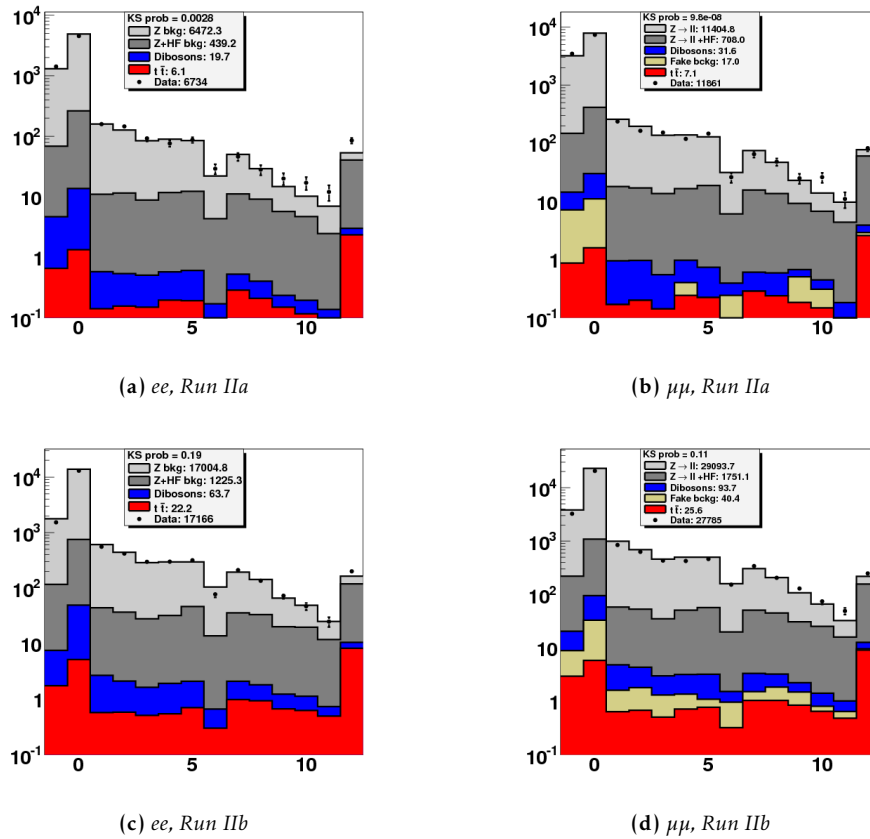 KS prob = 0.0028
Z bkg: 6472.3
Z+HF bkg: 439.2
Dibosons: 19.7
t t̄: 6.1
Data: 6734
10³
10²
10
1
10⁻¹
0 5 10
(a) ee, Run IIa
KS prob = 9.8e-08
Z → ll: 11404.8
Z → ll +HF: 708.0
Dibosons: 31.6
Fake bckg: 17.0
t t̄: 7.1
Data: 11861
10⁴
10³
10²
10
1
10⁻¹
0 5 10
(b) μμ, Run IIa
KS prob = 0.19
Z bkg: 17004.8
Z+HF bkg: 1225.3
Dibosons: 63.7
t t̄: 22.2
Data: 17166
10⁴
10³
10²
10
1
10⁻¹
0 5 10
(c) ee, Run IIb
KS prob = 0.11
Z → ll: 29093.7
Z → ll +HF: 1751.1
Dibosons: 93.7
Fake bckg: 40.4
t t̄: 25.6
Data: 27785
10⁴
10³
10²
10
1
10⁻¹
0 5 10
(d) μμ, Run IIb